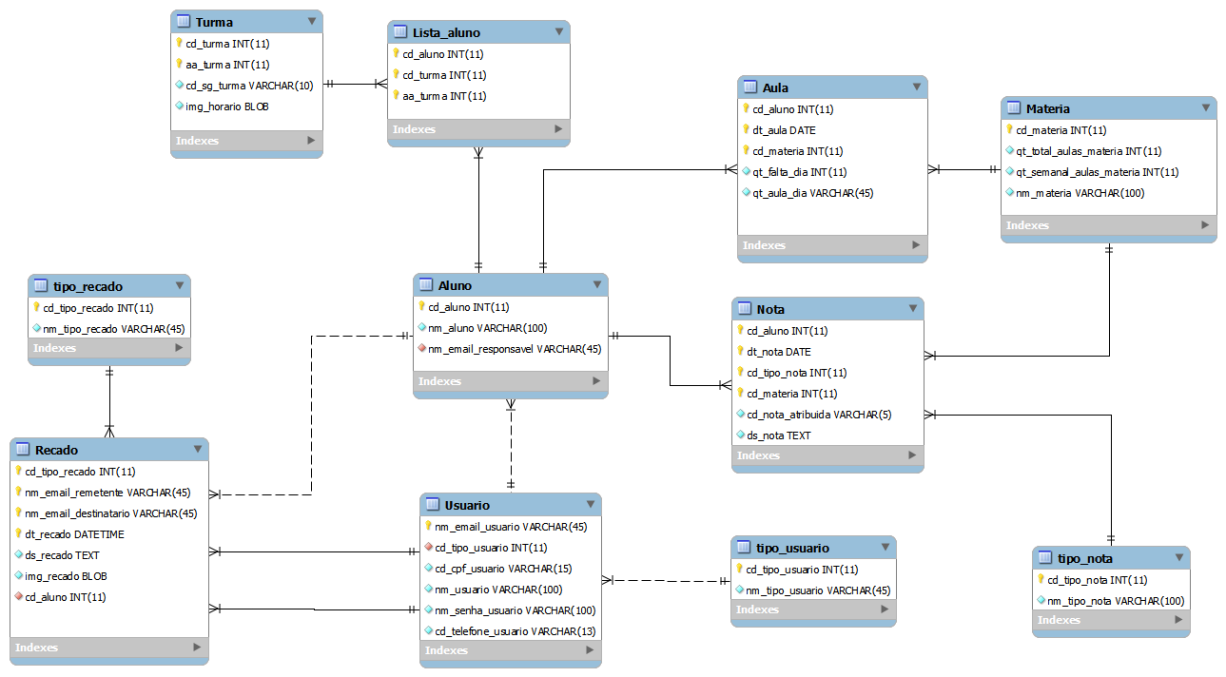 Turma
cd_turma INT(11)
aa_turma INT(11)
cd_sg_turma VARCHAR(10)
img_horario BLOB
Indexes
Lista_aluno
cd_aluno INT(11)
cd_turma INT(11)
aa_turma INT(11)
Indexes
Aula
cd_aluno INT(11)
dt_aula DATE
cd_materia INT(11)
qt_falta_dia INT(11)
qt_aula_dia VARCHAR(45)
Indexes
Materia
cd_materia INT(11)
qt_total_aulas_materia INT(11)
qt_semanal_aulas_materia INT(11)
nm_materia VARCHAR(100)
Indexes
tipo_recado
cd_tipo_recado INT(11)
nm_tipo_recado VARCHAR(45)
Indexes
Aluno
cd_aluno INT(11)
nm_aluno VARCHAR(100)
nm_email_responsavel VARCHAR(45)
Indexes
Nota
cd_aluno INT(11)
dt_nota DATE
cd_tipo_nota INT(11)
cd_materia INT(11)
cd_nota_atribuida VARCHAR(5)
ds_nota TEXT
Indexes
Recado
cd_tipo_recado INT(11)
nm_email_remetente VARCHAR(45)
nm_email_destinatario VARCHAR(45)
dt_recado DATETIME
ds_recado TEXT
img_recado BLOB
cd_aluno INT(11)
Indexes
Usuario
nm_email_usuario VARCHAR(45)
cd_tipo_usuario INT(11)
cd_cpf_usuario VARCHAR(15)
nm_usuario VARCHAR(100)
nm_senha_usuario VARCHAR(100)
cd_telefone_usuario VARCHAR(13)
Indexes
tipo_usuario
cd_tipo_usuario INT(11)
nm_tipo_usuario VARCHAR(45)
Indexes
tipo_nota
cd_tipo_nota INT(11)
nm_tipo_nota VARCHAR(100)
Indexes